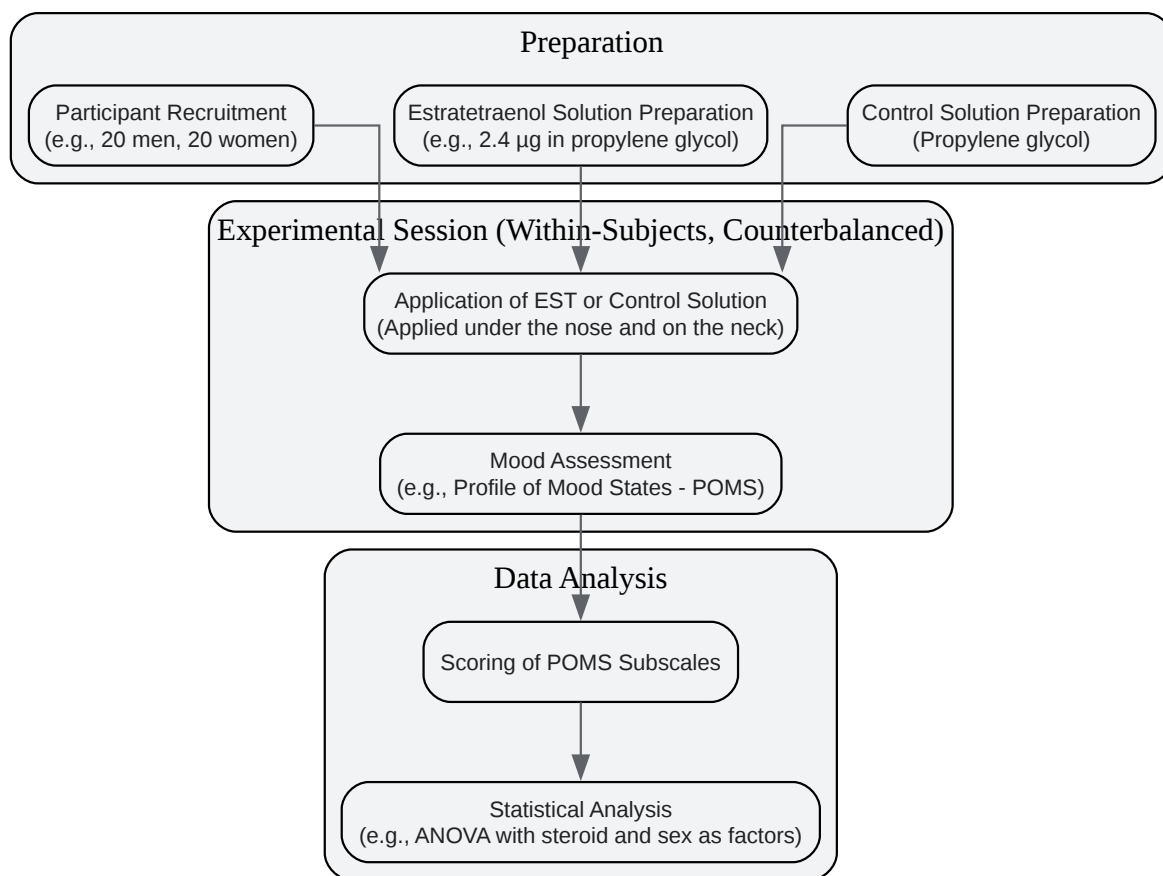 Preparation
Participant Recruitment
(e.g., 20 men, 20 women)
Estratetraenol Solution Preparation
(e.g., 2.4 µg in propylene glycol)
Control Solution Preparation
(Propylene glycol)
Experimental Session (Within-Subjects, Counterbalanced)
Application of EST or Control Solution
(Applied under the nose and on the neck)
Mood Assessment
(e.g., Profile of Mood States - POMS)
Data Analysis
Scoring of POMS Subscales
Statistical Analysis
(e.g., ANOVA with steroid and sex as factors)